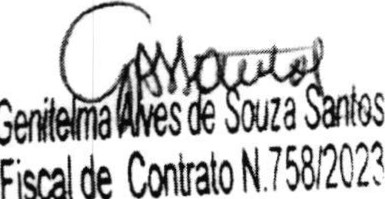 Genitelma Alves de Souza Santos
Fiscal de Contrato N.758/2023